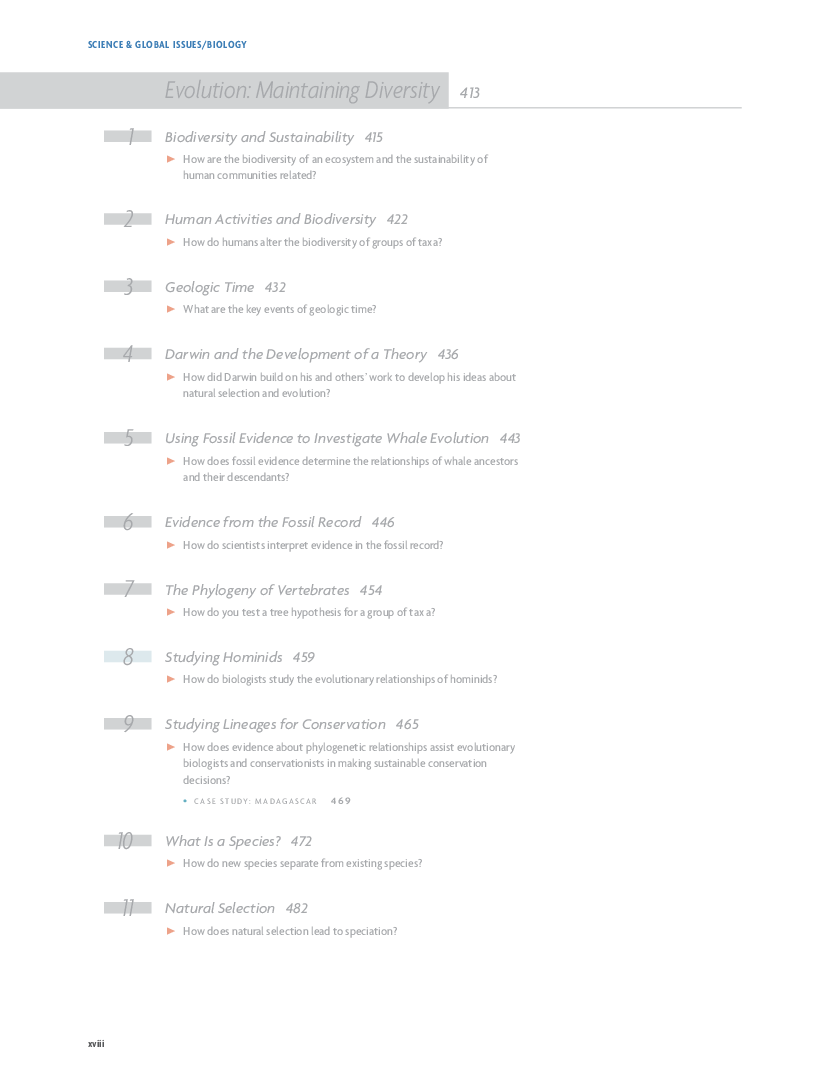 SCIENCE & GLOBAL ISSUES/BIOLOGY
Evolution: Maintaining Diversity 413
1 Biodiversity and Sustainability 415
► How are the biodiversity of an ecosystem and the sustainability of
human communities related?
2 Human Activities and Biodiversity 422
► How do humans alter the biodiversity of groups of taxa?
3 Geologic Time 432
► What are the key events of geologic time?
4 Darwin and the Development of a Theory 436
► How did Darwin build on his and others' work to develop his ideas about
natural selection and evolution?
5 Using Fossil Evidence to Investigate Whale Evolution 443
► How does fossil evidence determine the relationships of whale ancestors
and their descendants?
6 Evidence from the Fossil Record 446
► How do scientists interpret evidence in the fossil record?
7 The Phylogeny of Vertebrates 454
► How do you test a tree hypothesis for a group of taxa?
8 Studying Hominids 459
► How do biologists study the evolutionary relationships of hominids?
9 Studying Lineages for Conservation 465
► How does evidence about phylogenetic relationships assist evolutionary
biologists and conservationists in making sustainable conservation
decisions?
• CASE STUDY: MADAGASCAR 469
10 What Is a Species? 472
► How do new species separate from existing species?
11 Natural Selection 482
► How does natural selection lead to speciation?
xviii